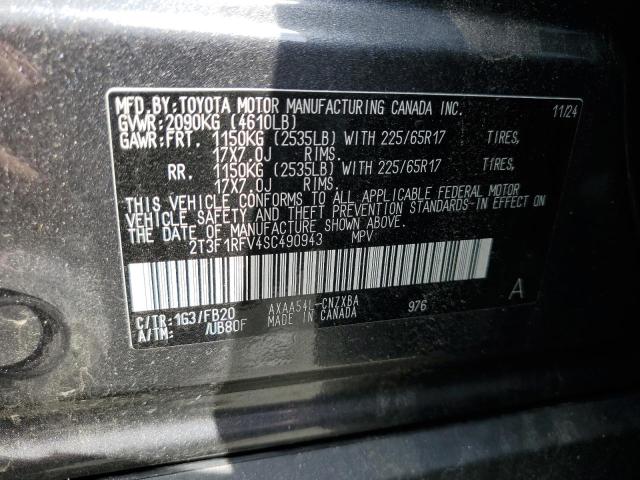 MFD.BY:TOYOTA MOTOR MANUFACTURING CANADA INC. 11/24
GVWR:2090KG (4610LB)
GAWR:FRT. 1150KG (2535LB) WITH 225/65R17 TIRES,
17X7.0J RIMS.
RR. 1150KG (2535LB) WITH 225/65R17 TIRES,
17X7.0J RIMS.
THIS VEHICLE CONFORMS TO ALL APPLICABLE FEDERAL MOTOR
VEHICLE SAFETY AND THEFT PREVENTION STANDARDS IN EFFECT ON
THE DATE OF MANUFACTURE SHOWN ABOVE.
2T3F1RFV4SC490943 MPV
C/TR:1G3/FB20 AXAA54L-CNZXBA 976 A
A/TM: /UB80F MADE IN CANADA